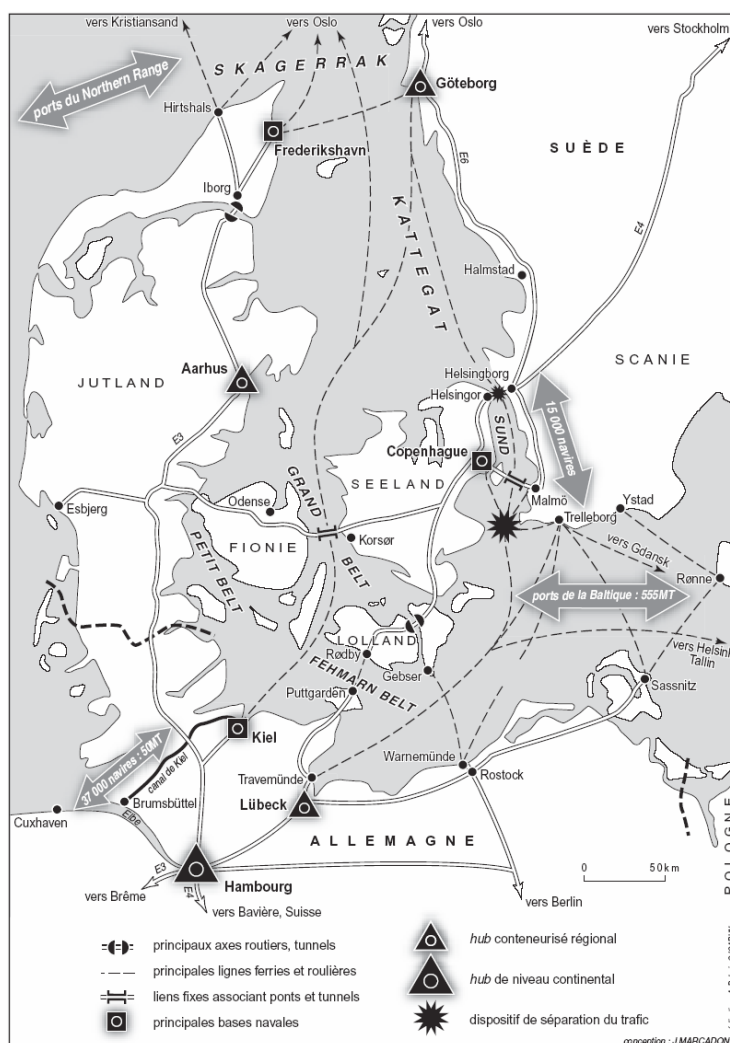 vers Kristiansand
vers Oslo
vers Oslo
vers Stockholm
SKAGERRAK
ports du Northern Range
Göteborg
Hirtshals
Frederikshavn
SUÈDE
E6
Iborg
KATTEGAT
E4
Halmstad
SCANIE
Aarhus
JUTLAND
Helsingborg
Helsingor
15 000 navires
SUND
E3
Copenhague
GRAND BELT
SEELAND
Malmö
Ystad
Esbjerg
Odense
Trelleborg
Korsør
FIONIE
PETIT BELT
vers Gdansk
Rønne
ports de la Baltique : 555MT
LOLLAND
Rødby
Gebser
vers Helsink
Tallin
FEHMARN BELT
Puttgarden
Sassnitz
Kiel
37 000 navires : 50MT
canal de Kiel
Warnemünde
Travemünde
Rostock
Brumsbüttel
Lübeck
Cuxhaven
Elbe
ALLEMAGNE
POLOGNE
0 50 km
E3
Hambourg
E4
vers Brême
vers Berlin
vers Bavière, Suisse
principaux axes routiers, tunnels
hub conteneurisé régional
principales lignes ferries et roulières
hub de niveau continental
liens fixes associant ponts et tunnels
principales bases navales
dispositif de séparation du trafic
conception : J.MARCADON